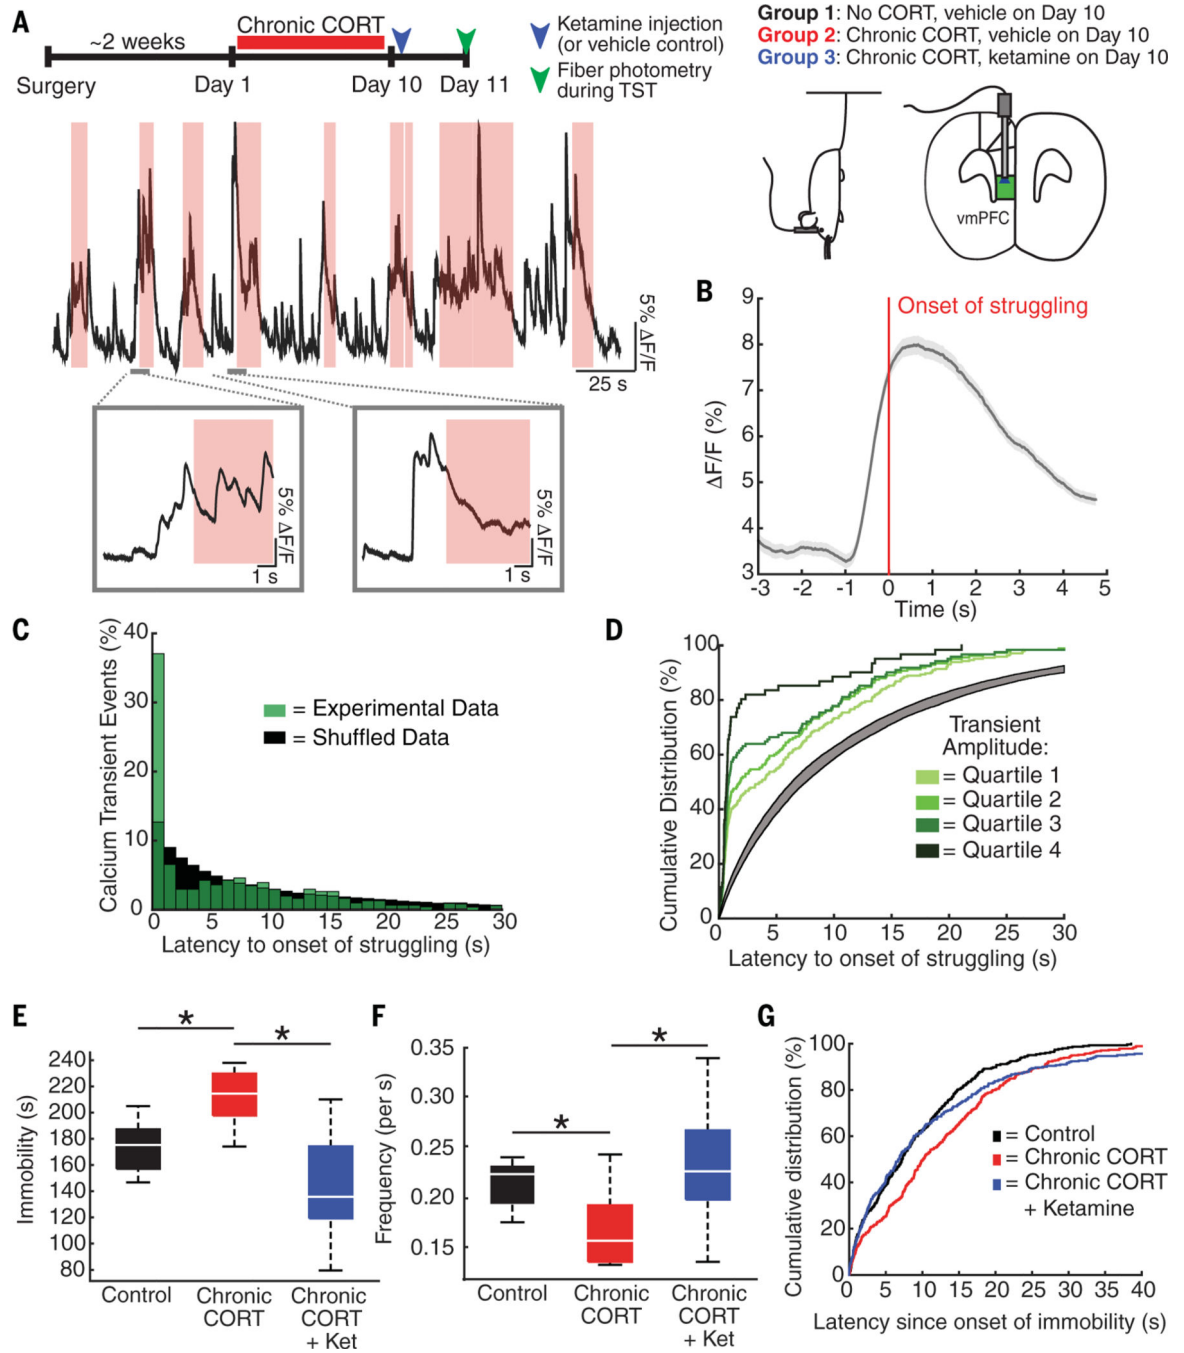 A
Chronic CORT
~2 weeks
Surgery
Day 1
Day 10
Day 11
Ketamine injection
(or vehicle control)
Fiber photometry
during TST
Group 1: No CORT, vehicle on Day 10
Group 2: Chronic CORT, vehicle on Day 10
Group 3: Chronic CORT, ketamine on Day 10
vmPFC
5% ΔF/F
25 s
5% ΔF/F
1 s
5% ΔF/F
1 s
B
Onset of struggling
ΔF/F (%)
9
8
7
6
5
4
3
-3 -2 -1 0 1 2 3 4 5
Time (s)
C
Calcium Transient Events (%)
40
30
20
10
0
= Experimental Data
= Shuffled Data
0 5 10 15 20 25 30
Latency to onset of struggling (s)
D
Cumulative Distribution (%)
100
80
60
40
20
0
Transient
Amplitude:
= Quartile 1
= Quartile 2
= Quartile 3
= Quartile 4
0 5 10 15 20 25 30
Latency to onset of struggling (s)
E
Immobility (s)
240
220
200
180
160
140
120
100
80
*
*
Control
Chronic
CORT
Chronic
CORT
+ Ket
F
Frequency (per s)
0.35
0.30
0.25
0.20
0.15
*
*
Control
Chronic
CORT
Chronic
CORT
+ Ket
G
Cumulative distribution (%)
100
80
60
40
20
0
= Control
= Chronic CORT
= Chronic CORT
+ Ketamine
0 5 10 15 20 25 30 35 40
Latency since onset of immobility (s)